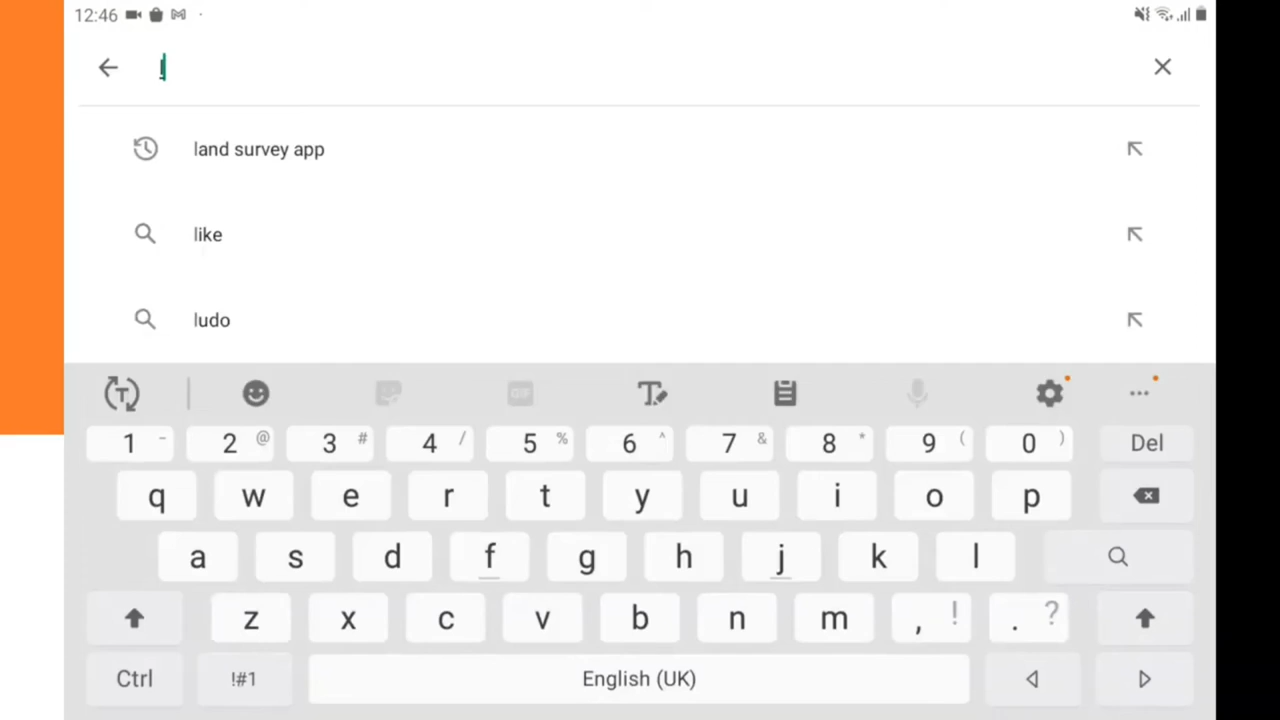 12:46
l
land survey app
like
ludo
GIF
1 - 2 @ 3 # 4 / 5 % 6 ^ 7 & 8 * 9 ( 0 ) Del
q w e r t y u i o p
a s d f g h j k l
z x c v b n m , ! . ?
Ctrl !#1 English (UK)